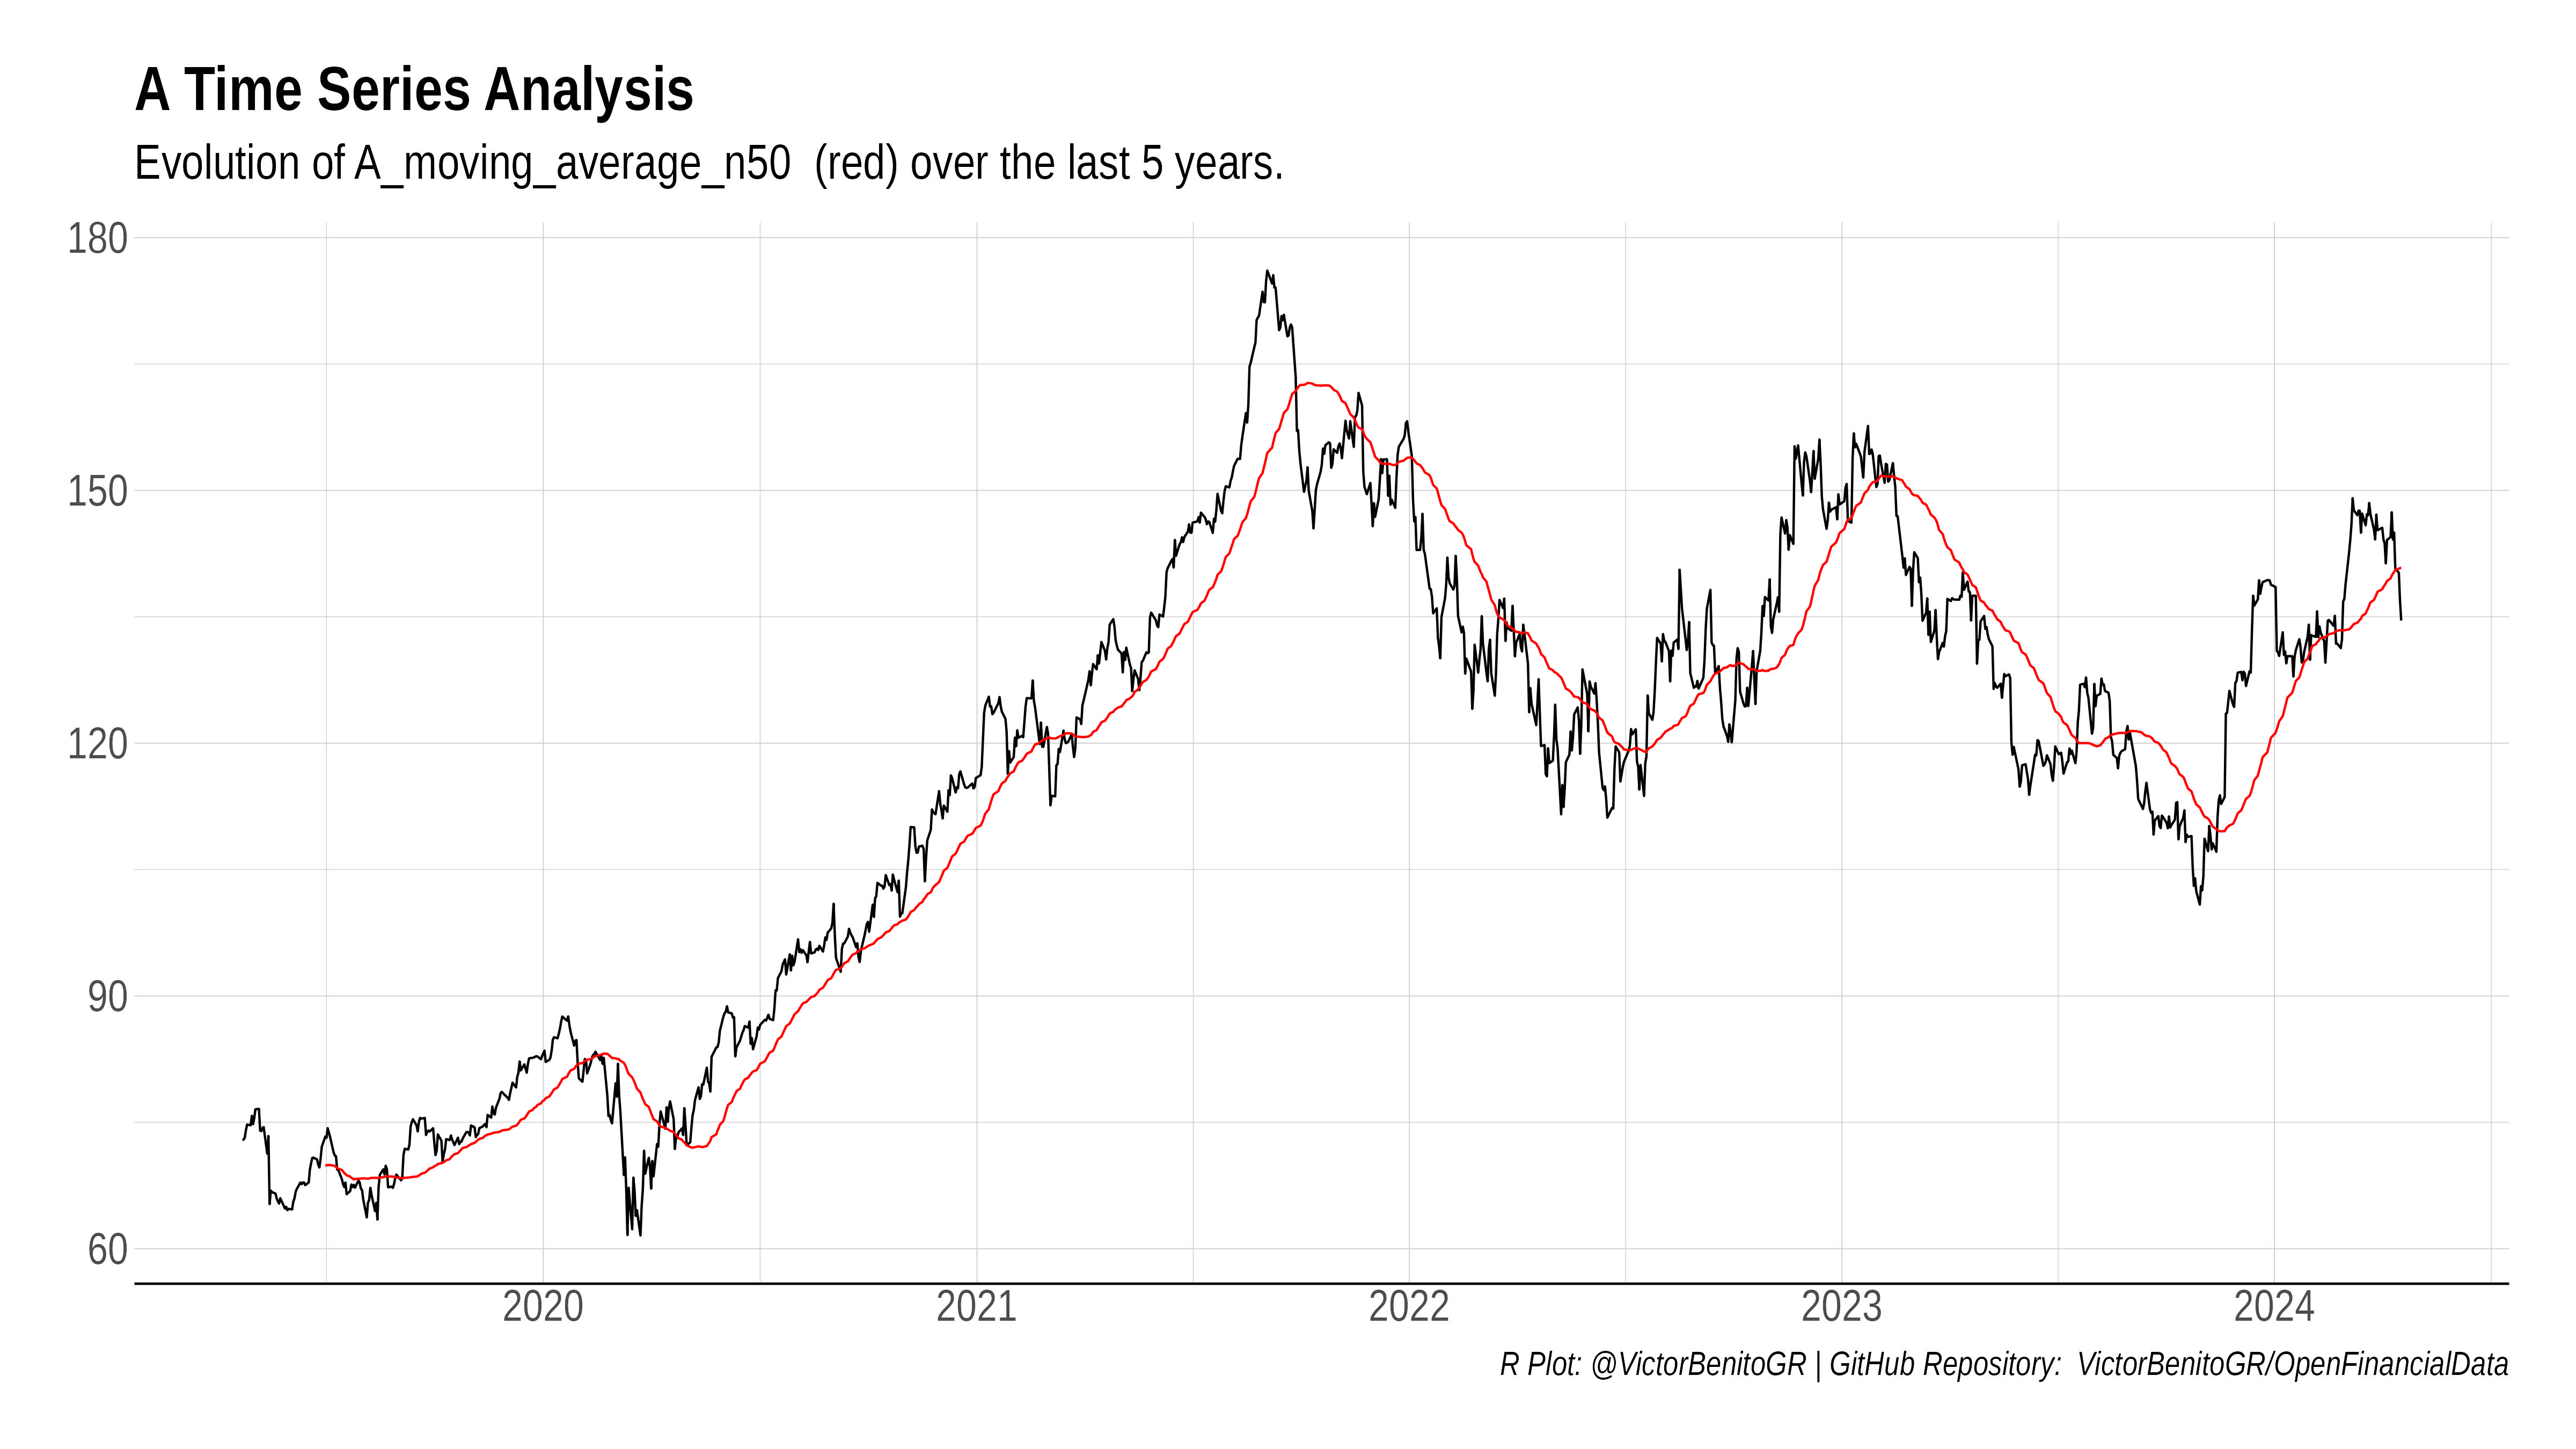 A Time Series Analysis
Evolution of A_moving_average_n50  (red) over the last 5 years.
180
150
120
90
60
2020 2021 2022 2023 2024
R Plot: @VictorBenitoGR | GitHub Repository:  VictorBenitoGR/OpenFinancialData